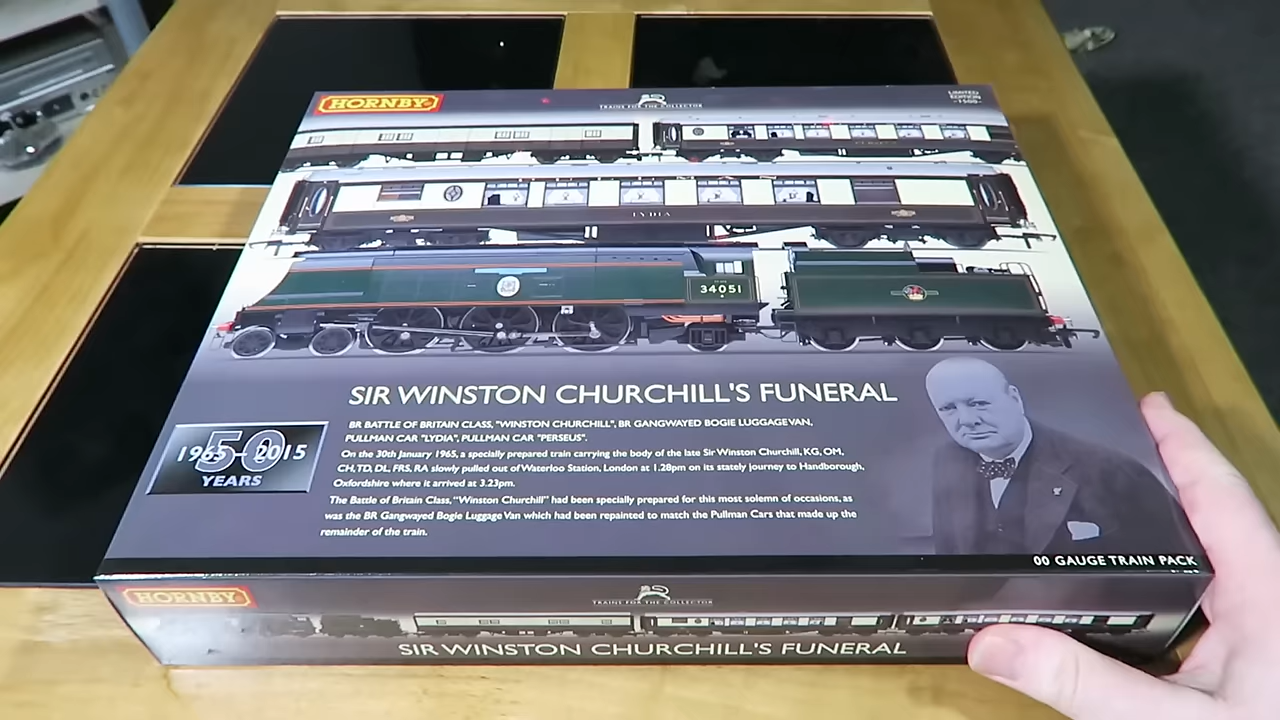 HORNBY
TRAINS FOR THE COLLECTOR
LIMITED
EDITION
-1500-
PULLMAN
LYDIA
34051
SIR WINSTON CHURCHILL'S FUNERAL
BR BATTLE OF BRITAIN CLASS, "WINSTON CHURCHILL", BR GANGWAYED BOGIE LUGGAGE VAN,
PULLMAN CAR "LYDIA", PULLMAN CAR "PERSEUS".
On the 30th January 1965, a specially prepared train carrying the body of the late Sir Winston Churchill, KG, OM,
CH, TD, DL, FRS, RA slowly pulled out of Waterloo Station, London at 1.28pm on its stately journey to Handborough,
Oxfordshire where it arrived at 3.23pm.
The Battle of Britain Class, "Winston Churchill" had been specially prepared for this most solemn of occasions, as
was the BR Gangwayed Bogie Luggage Van which had been repainted to match the Pullman Cars that made up the
remainder of the train.
50
1965 - 2015
YEARS
00 GAUGE TRAIN PACK
HORNBY
TRAINS FOR THE COLLECTOR
SIR WINSTON CHURCHILL'S FUNERAL